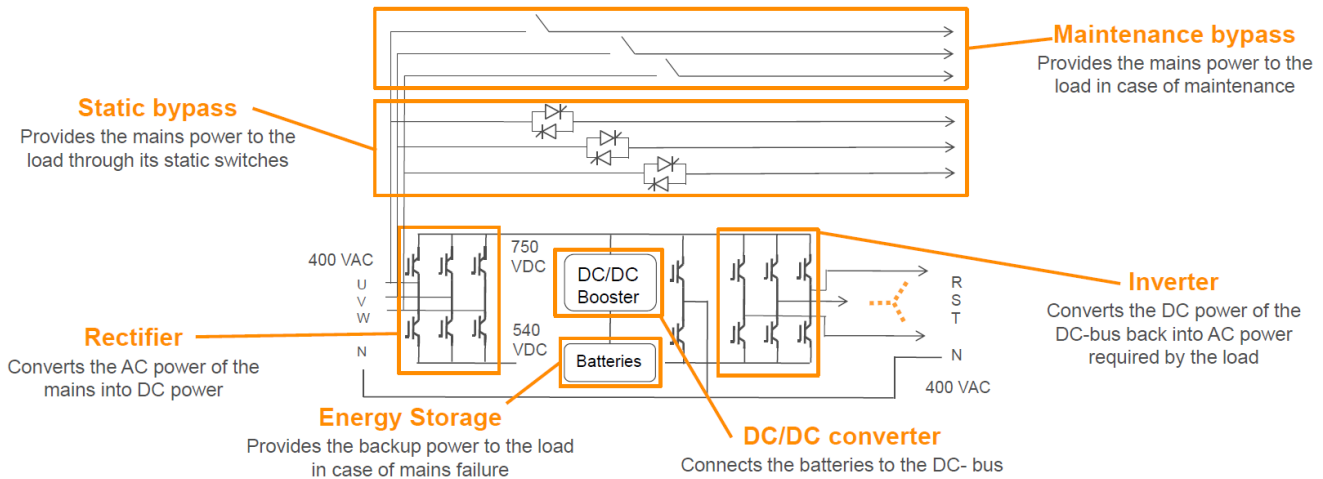 Maintenance bypass
Provides the mains power to the
load in case of maintenance
Static bypass
Provides the mains power to the
load through its static switches
400 VAC
U
V
W
N
Rectifier
Converts the AC power of the
mains into DC power
750
VDC
540
VDC
DC/DC
Booster
Batteries
Energy Storage
Provides the backup power to the load
in case of mains failure
DC/DC converter
Connects the batteries to the DC- bus
R
S
T
N
400 VAC
Inverter
Converts the DC power of the
DC-bus back into AC power
required by the load